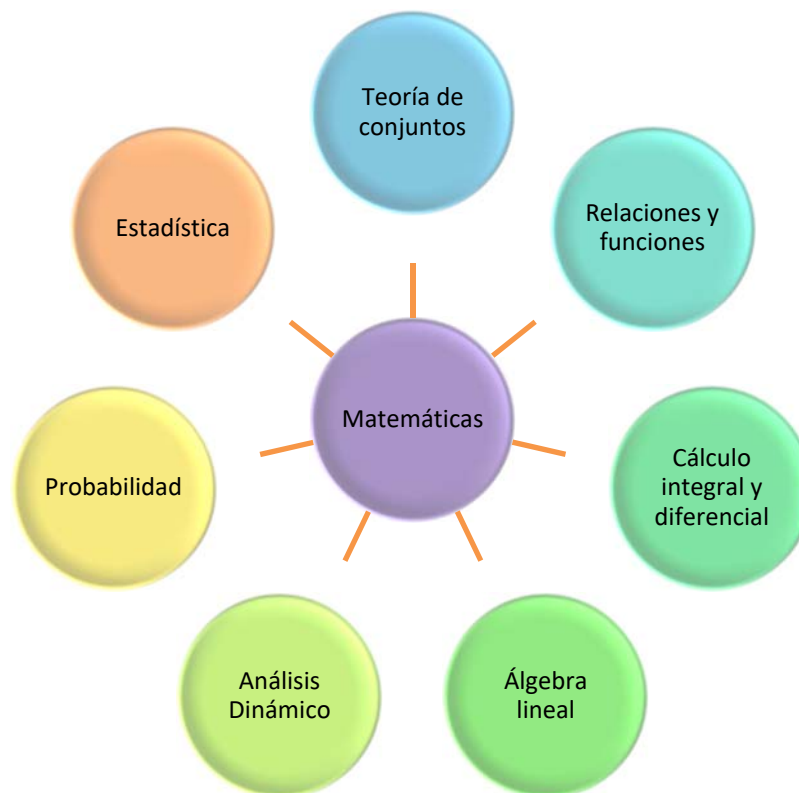 Teoría de
conjuntos
Relaciones y
funciones
Cálculo
integral y
diferencial
Álgebra
lineal
Análisis
Dinámico
Probabilidad
Estadística
Matemáticas